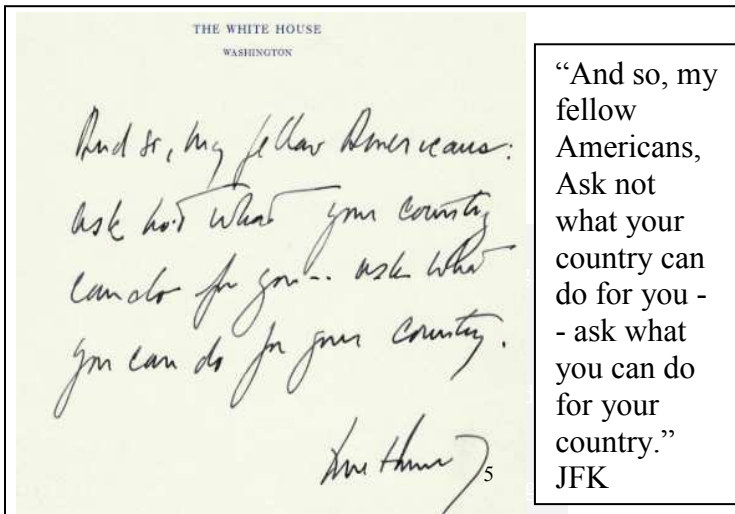 THE WHITE HOUSE
WASHINGTON
And so, my fellow Americans:
ask not what your country
can do for you -- ask what
you can do for your country.
5
“And so, my
fellow
Americans,
Ask not
what your
country can
do for you -
- ask what
you can do
for your
country.”
JFK